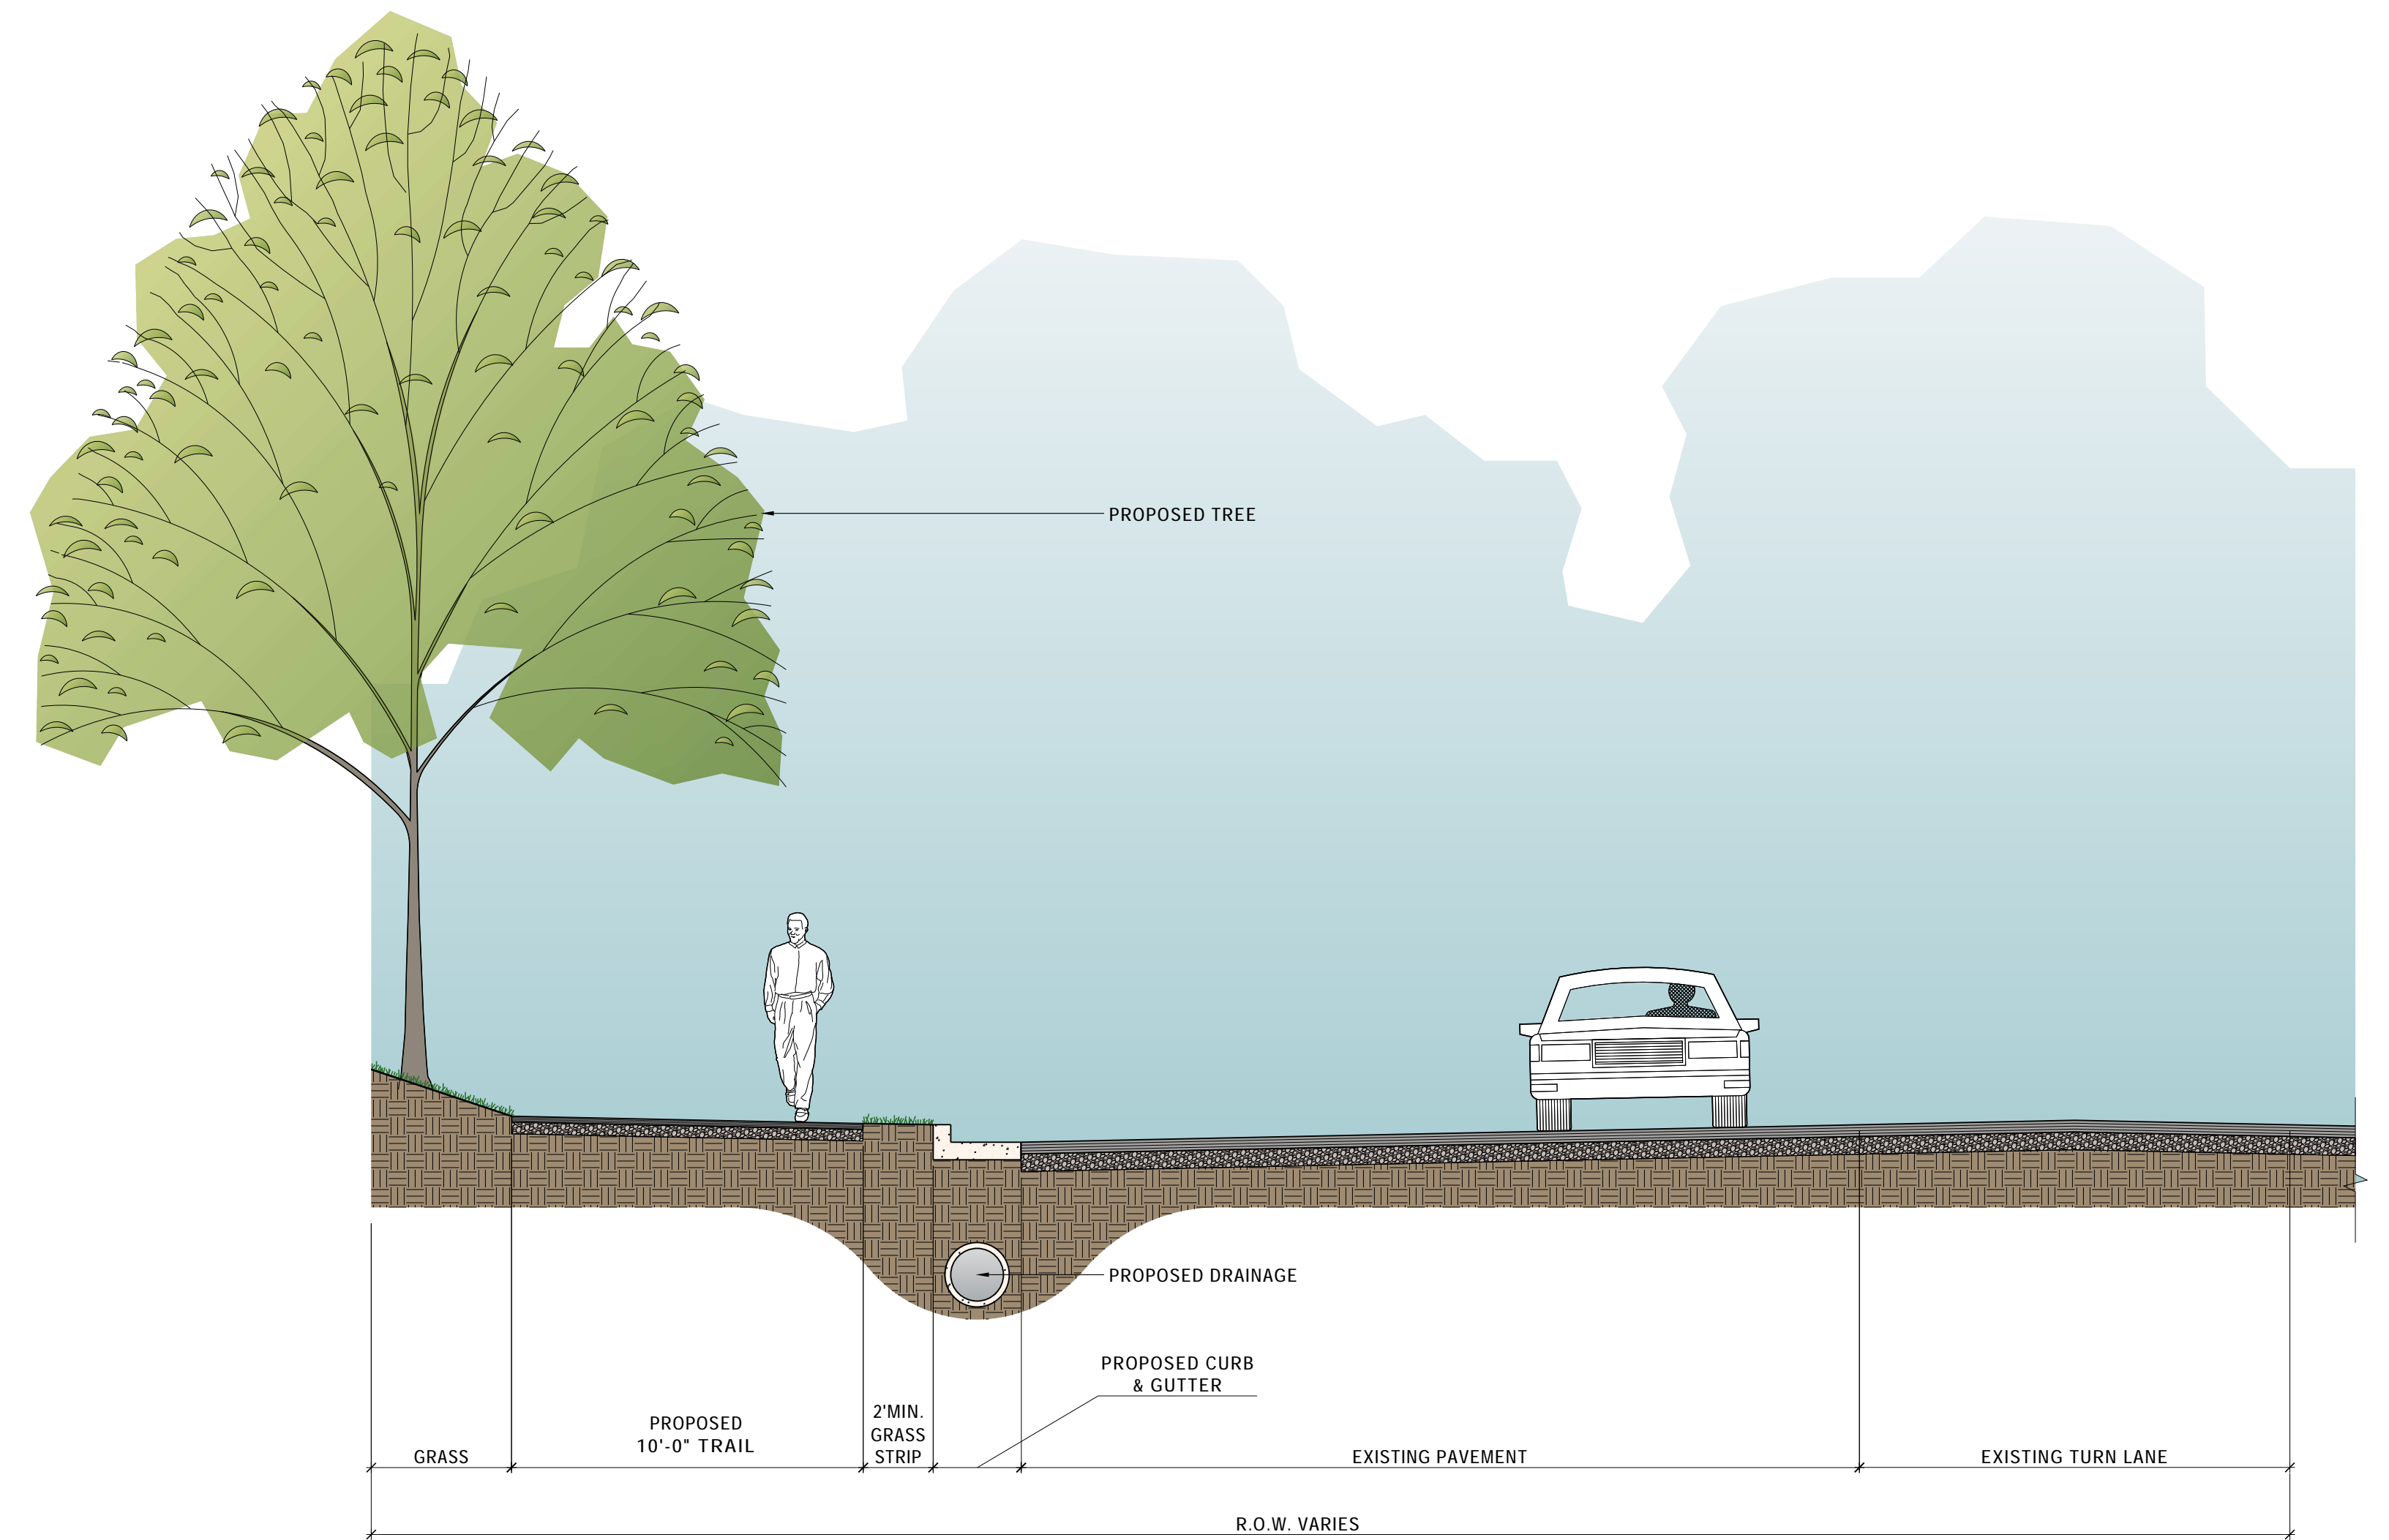 PROPOSED TREE
PROPOSED DRAINAGE
PROPOSED CURB
& GUTTER
GRASS
PROPOSED
10'-0" TRAIL
2'MIN.
GRASS
STRIP
EXISTING PAVEMENT
EXISTING TURN LANE
R.O.W. VARIES